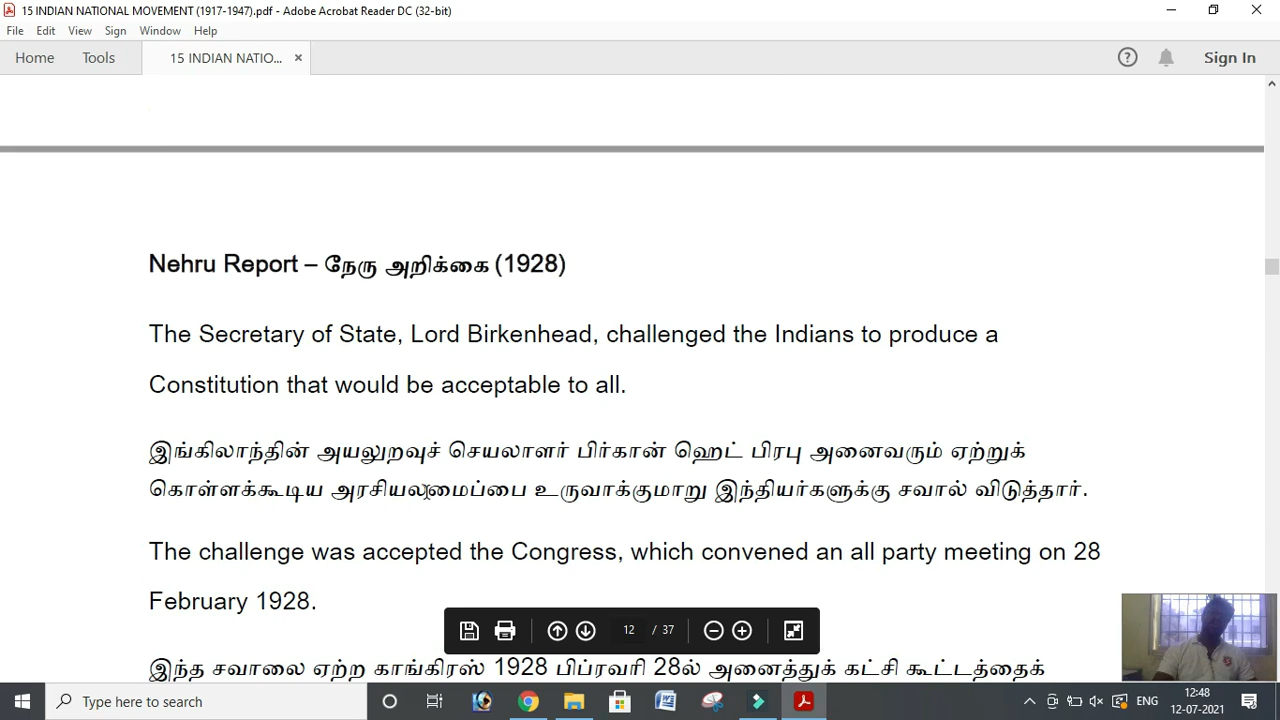 15 INDIAN NATIONAL MOVEMENT (1917-1947).pdf - Adobe Acrobat Reader DC (32-bit)
File Edit View Sign Window Help
Home Tools 15 INDIAN NATIO... × Sign In
Nehru Report – நேரு அறிக்கை (1928)
The Secretary of State, Lord Birkenhead, challenged the Indians to produce a
Constitution that would be acceptable to all.
இங்கிலாந்தின் அயலுறவுச் செயலாளர் பிர்கான் ஹெட் பிரபு அனைவரும் ஏற்றுக்
கொள்ளக்கூடிய அரசியலமைப்பை உருவாக்குமாறு இந்தியர்களுக்கு சவால் விடுத்தார்.
The challenge was accepted the Congress, which convened an all party meeting on 28
February 1928.
12 / 37
இந்த சவாலை ஏற்ற காங்கிரஸ் 1928 பிப்ரவரி 28ல் அனைத்துக் கட்சி கூட்டத்தைக்
Type here to search
ENG
12:48
12-07-2021